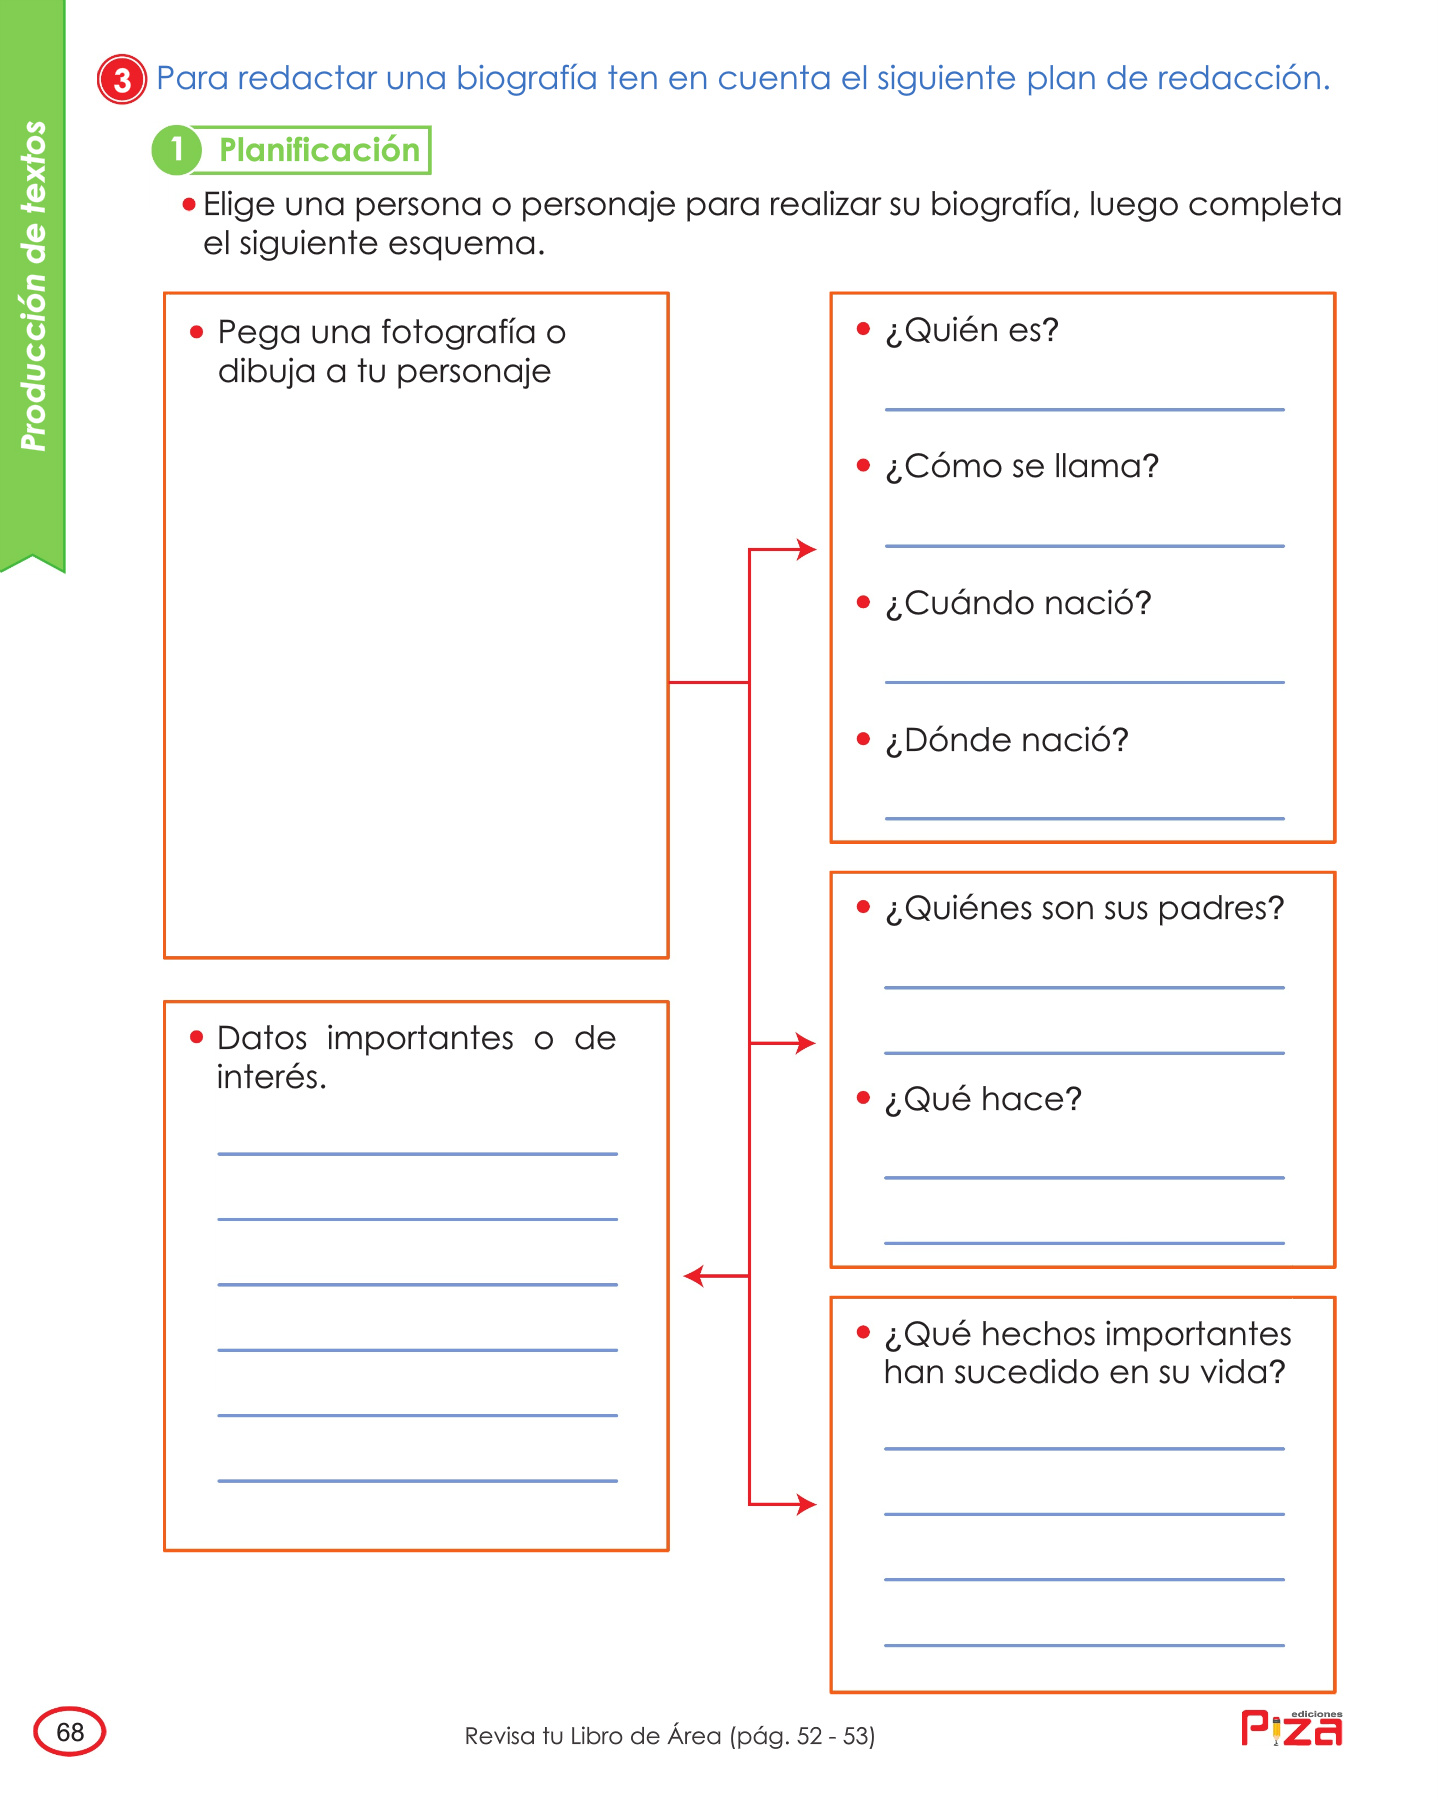 Producción de textos
3 Para redactar una biografía ten en cuenta el siguiente plan de redacción.
1 Planificación
• Elige una persona o personaje para realizar su biografía, luego completa
el siguiente esquema.
• Pega una fotografía o
dibuja a tu personaje
• ¿Quién es?
• ¿Cómo se llama?
• ¿Cuándo nació?
• ¿Dónde nació?
• ¿Quiénes son sus padres?
• ¿Qué hace?
• Datos importantes o de
interés.
• ¿Qué hechos importantes
han sucedido en su vida?
68
Revisa tu Libro de Área (pág. 52 - 53)
ediciones
Piza